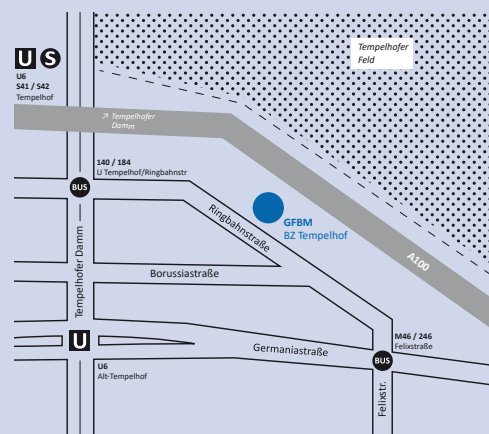 Tempelhofer
Feld
U S
U6
S41 / S42
Tempelhof
↗ Tempelhofer
Damm
140 / 184
U Tempelhof/Ringbahnstr
BUS
Ringbahnstraße
GFBM
BZ Tempelhof
A100
Tempelhofer Damm
Borussiastraße
U
Germaniastraße
M46 / 246
Felixstraße
BUS
U6
Alt-Tempelhof
Felixstr.